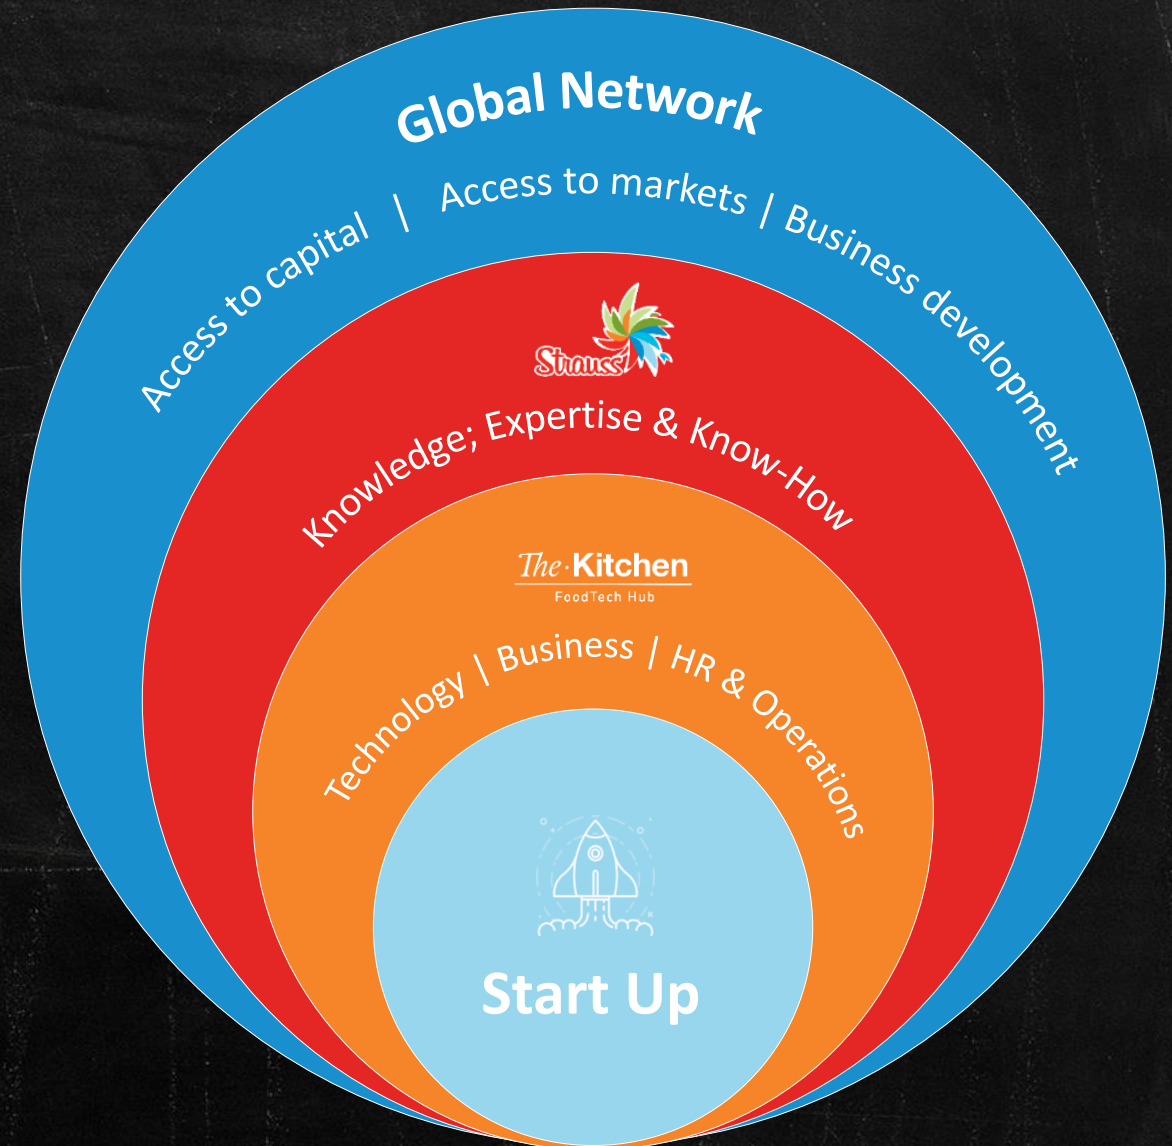 Global Network
Access to capital | Access to markets | Business development
Strauss
Knowledge; Expertise & Know-How
The·Kitchen
FoodTech Hub
Technology | Business | HR & Operations
Start Up